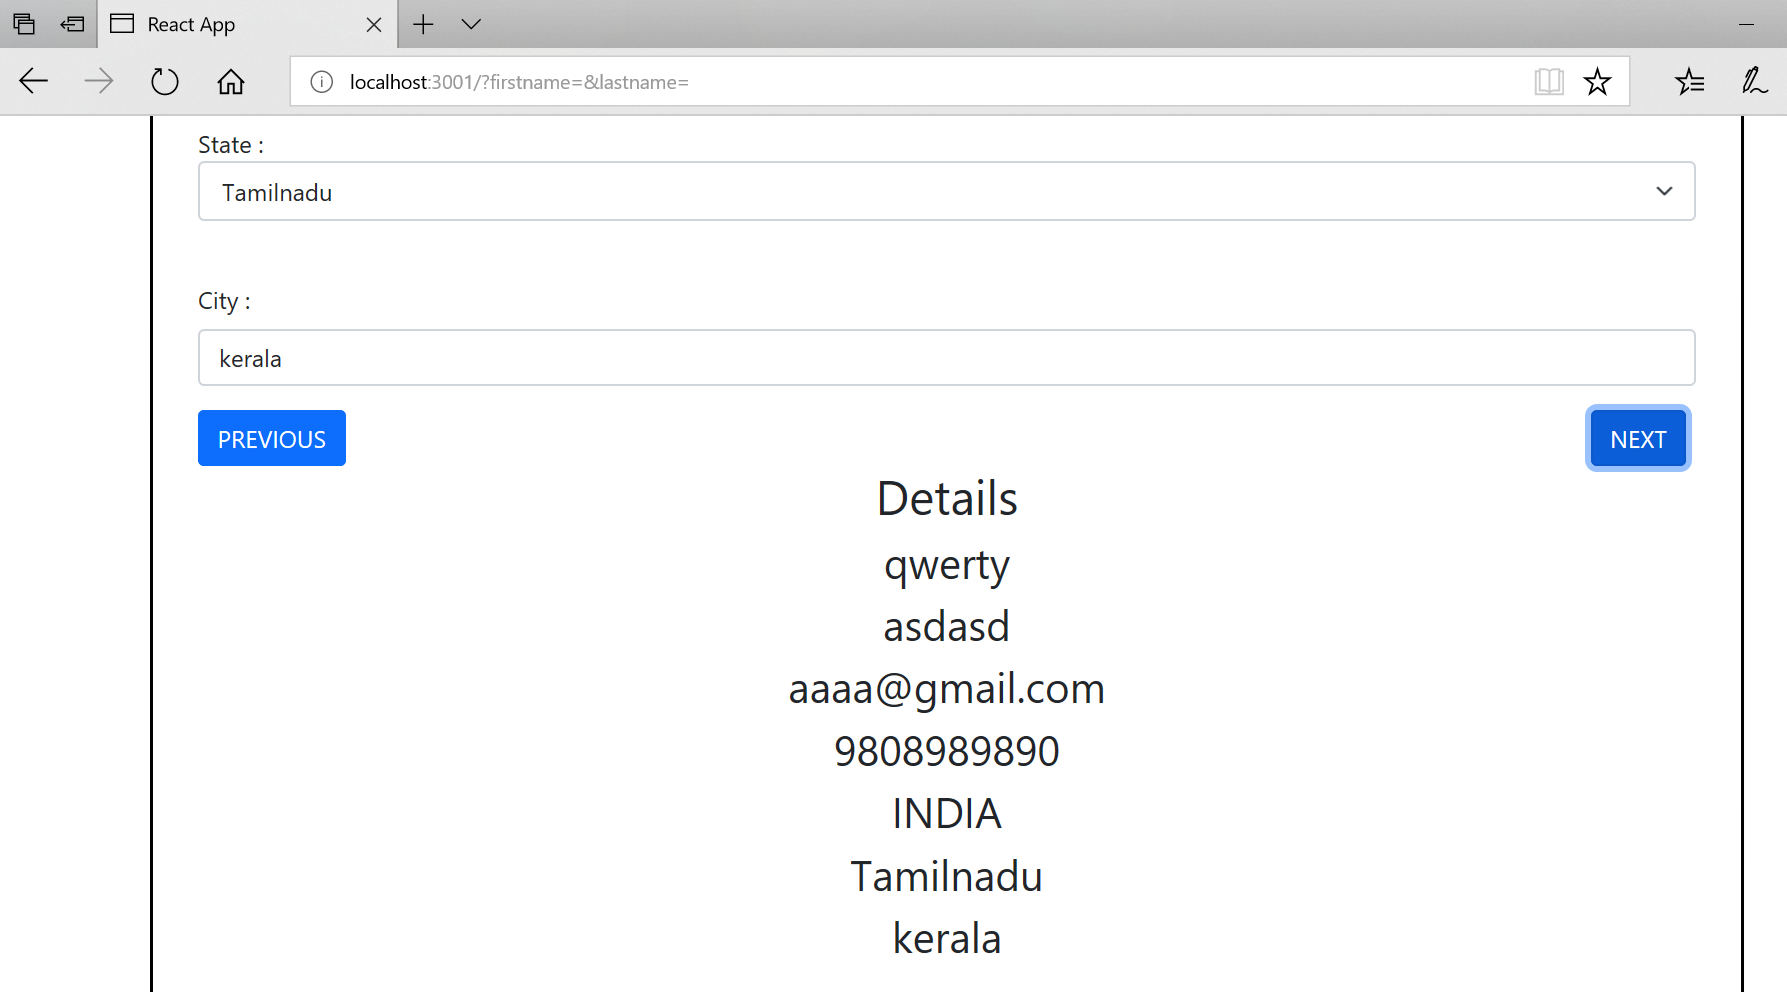 React App
localhost:3001/?firstname=&lastname=
State :
Tamilnadu
City :
kerala
PREVIOUS
NEXT
Details
qwerty
asdasd
aaaa@gmail.com
9808989890
INDIA
Tamilnadu
kerala